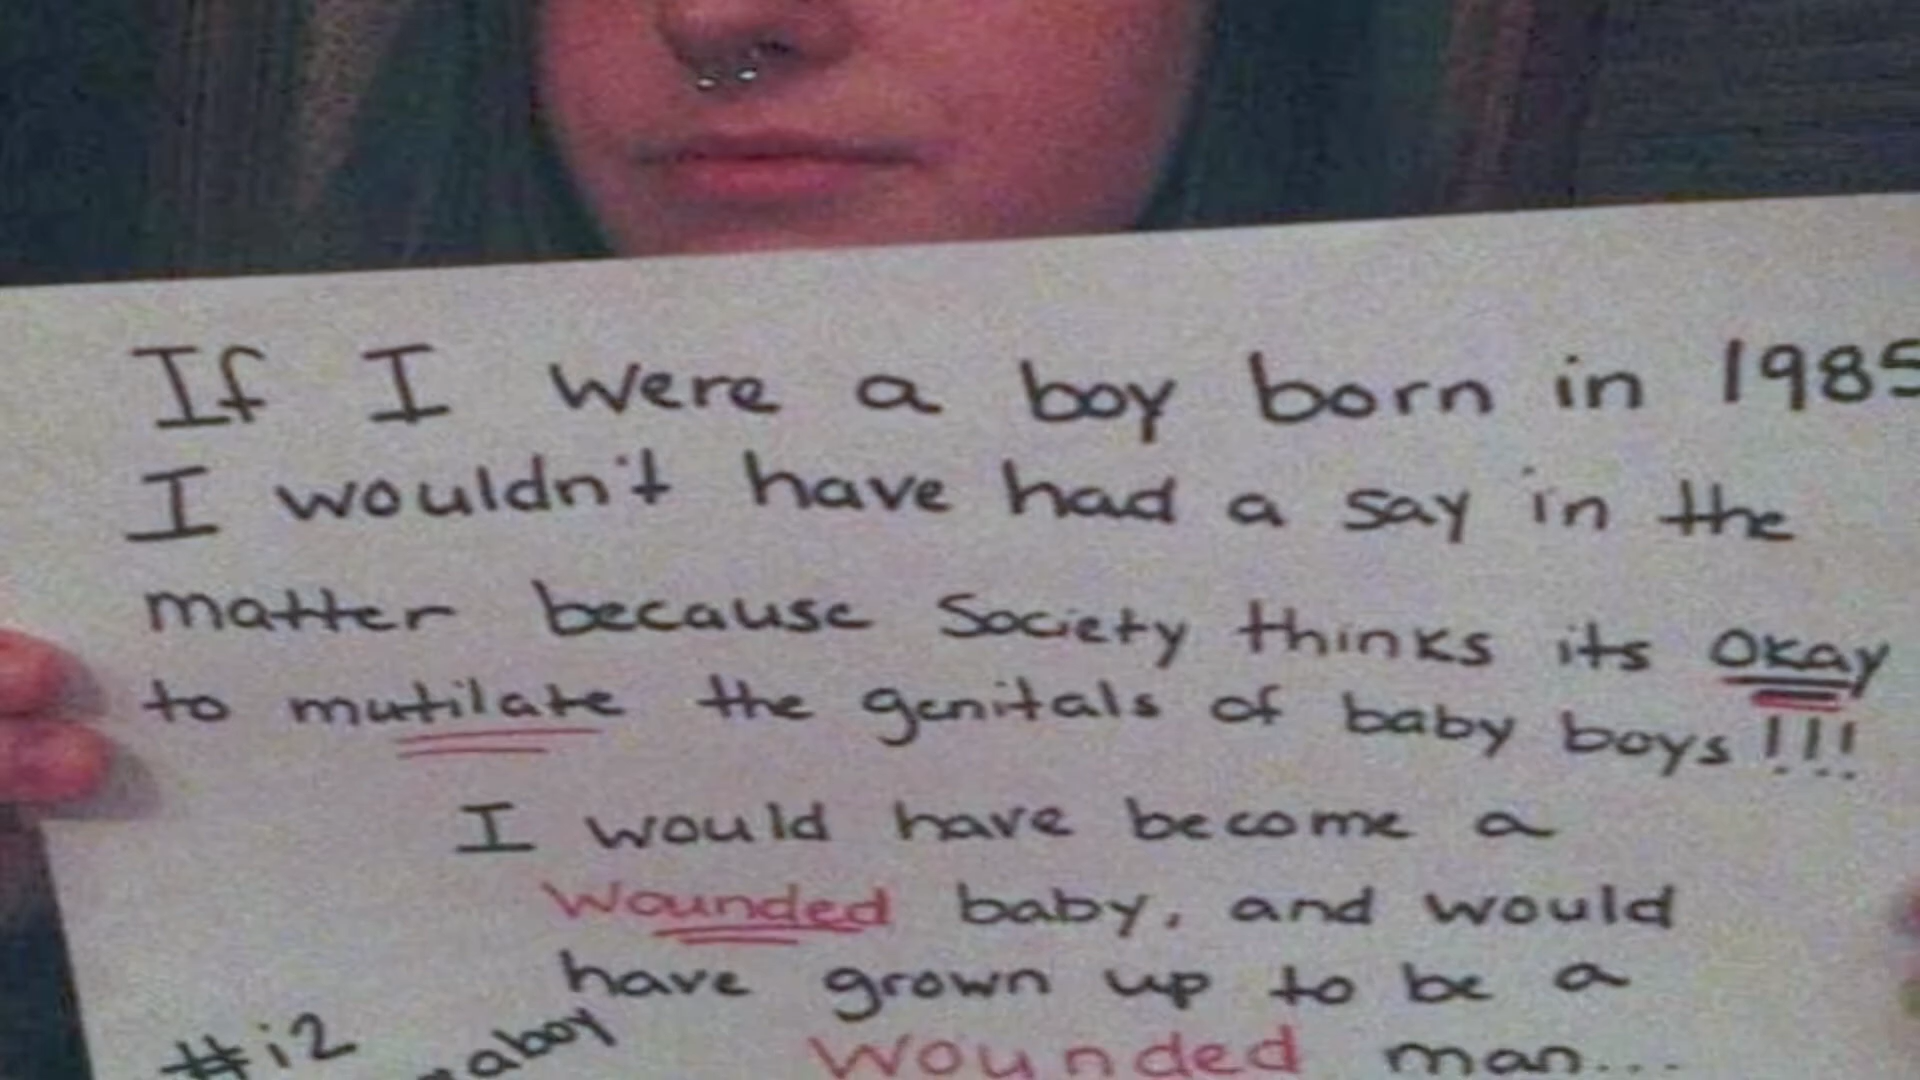 If I were a boy born in 1985
I wouldn't have had a say in the
matter because Society thinks its okay
to mutilate the genitals of baby boys!!!
I would have become a
wounded baby, and would
have grown up to be a
wounded man...
#i2
aboy